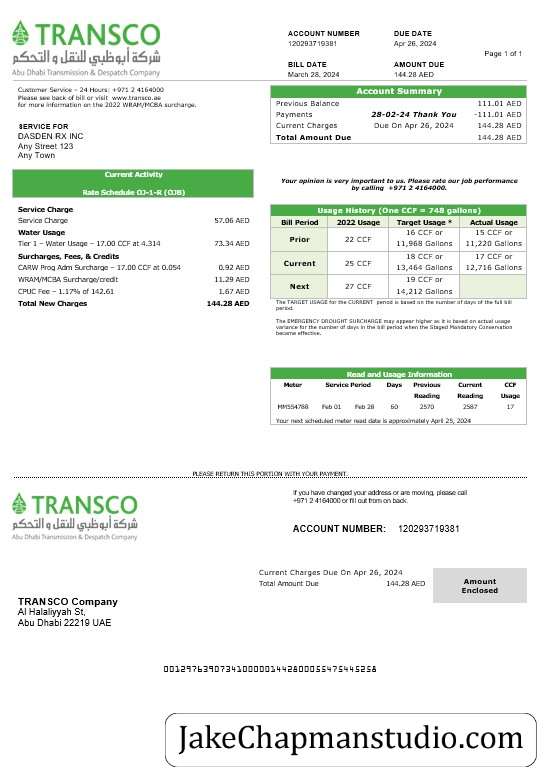 TRANSCO
شركة أبوظبي للنقل و التحكم
Abu Dhabi Transmission & Despatch Company
ACCOUNT NUMBER
120293719381
DUE DATE
Apr 26, 2024
Page 1 of 1
BILL DATE
March 28, 2024
AMOUNT DUE
144.28 AED
Customer Service – 24 Hours: +971 2 4164000
Please see back of bill or visit www.transco.ae
for more information on the 2022 WRAM/MCBA surcharge.
SERVICE FOR
DASDEN RX INC
Any Street 123
Any Town
Account Summary
Previous Balance 111.01 AED
Payments 28-02-24 Thank You -111.01 AED
Current Charges Due On Apr 26, 2024 144.28 AED
Total Amount Due 144.28 AED
Current Activity
Rate Schedule OJ-1-R (OJB)
Service Charge
Service Charge 57.06 AED
Water Usage
Tier 1 – Water Usage – 17.00 CCF at 4.314 73.34 AED
Surcharges, Fees, & Credits
CARW Prog Adm Surcharge – 17.00 CCF at 0.054 0.92 AED
WRAM/MCBA Surcharge/credit 11.29 AED
CPUC Fee – 1.17% of 142.61 1.67 AED
Total New Charges 144.28 AED
Your opinion is very important to us. Please rate our job performance
by calling +971 2 4164000.
Usage History (One CCF = 748 gallons)
Bill Period 2022 Usage Target Usage * Actual Usage
Prior 22 CCF 16 CCF or 11,968 Gallons 15 CCF or 11,220 Gallons
Current 25 CCF 18 CCF or 13,464 Gallons 17 CCF or 12,716 Gallons
Next 27 CCF 19 CCF or 14,212 Gallons
The TARGET USAGE for the CURRENT period is based on the number of days of the full bill
period.
The EMERGENCY DROUGHT SURCHARGE may appear higher as it is based on actual usage
variance for the number of days in the bill period when the Staged Mandatory Conservation
became effective.
Read and Usage Information
Meter Service Period Days Previous Reading Current Reading CCF Usage
MM554788 Feb 01 Feb 28 60 2570 2587 17
Your next scheduled meter read date is approximately April 25, 2024
PLEASE RETURN THIS PORTION WITH YOUR PAYMENT.
TRANSCO
شركة أبوظبي للنقل و التحكم
Abu Dhabi Transmission & Despatch Company
If you have changed your address or are moving, please call
+971 2 4164000 or fill out from on back.
ACCOUNT NUMBER: 120293719381
Current Charges Due On Apr 26, 2024
Total Amount Due 144.28 AED
Amount
Enclosed
TRANSCO Company
Al Halaliyyah St,
Abu Dhabi 22219 UAE
JakeChapmanstudio.com